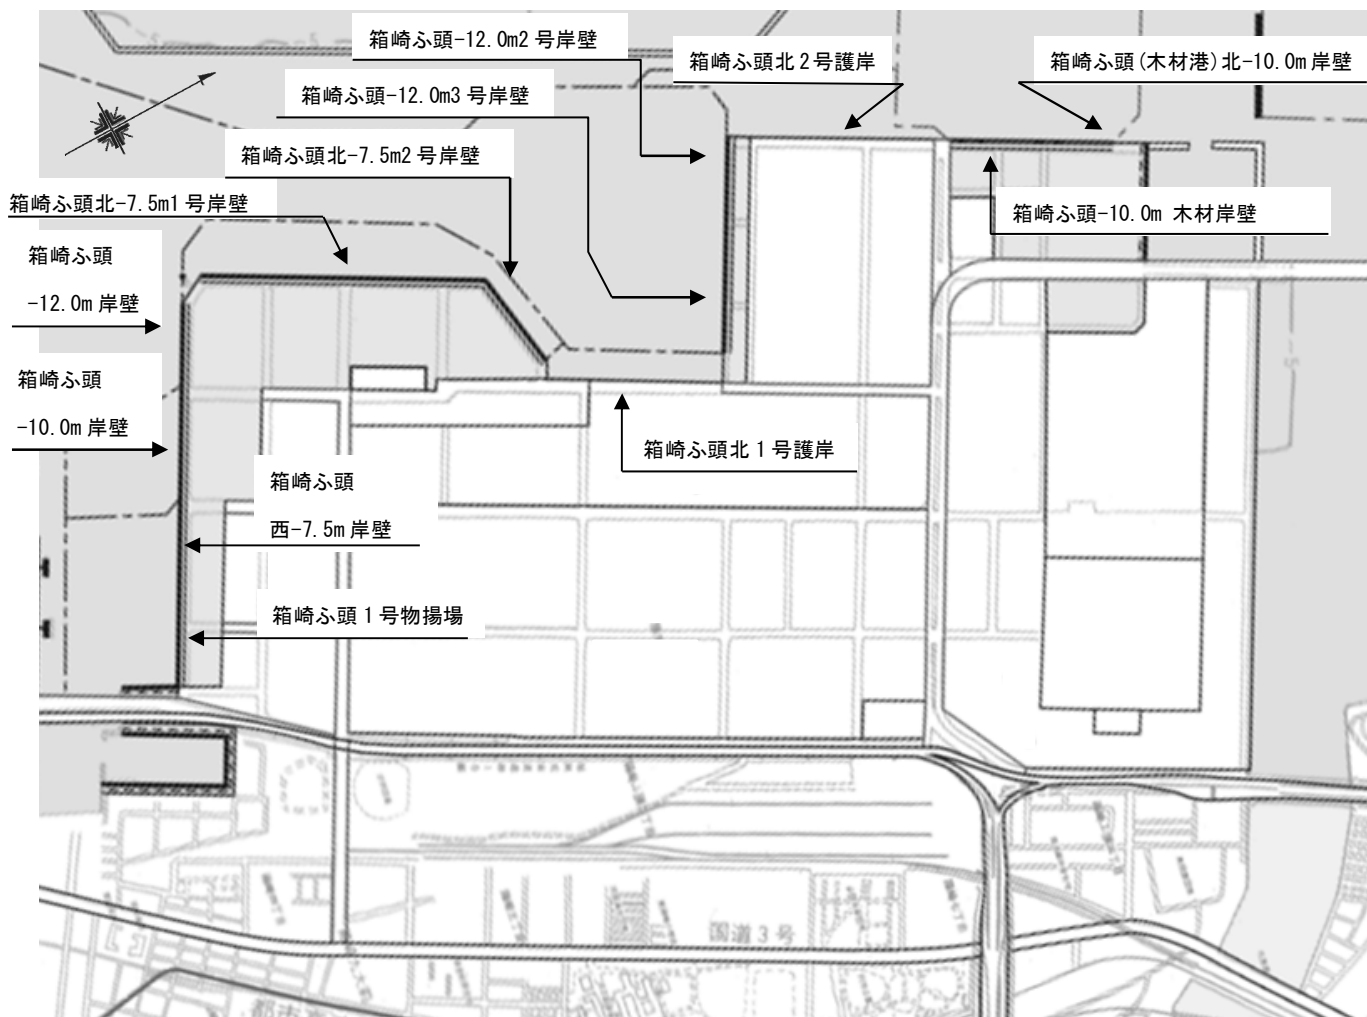 箱崎ふ頭-12.0m2号岸壁
箱崎ふ頭北2号護岸
箱崎ふ頭(木材港)北-10.0m岸壁
箱崎ふ頭-12.0m3号岸壁
箱崎ふ頭北-7.5m2号岸壁
箱崎ふ頭北-7.5m1号岸壁
箱崎ふ頭-10.0m 木材岸壁
箱崎ふ頭
-12.0m岸壁
箱崎ふ頭
-10.0m岸壁
箱崎ふ頭北1号護岸
箱崎ふ頭
西-7.5m岸壁
箱崎ふ頭1号物揚場
国道3号